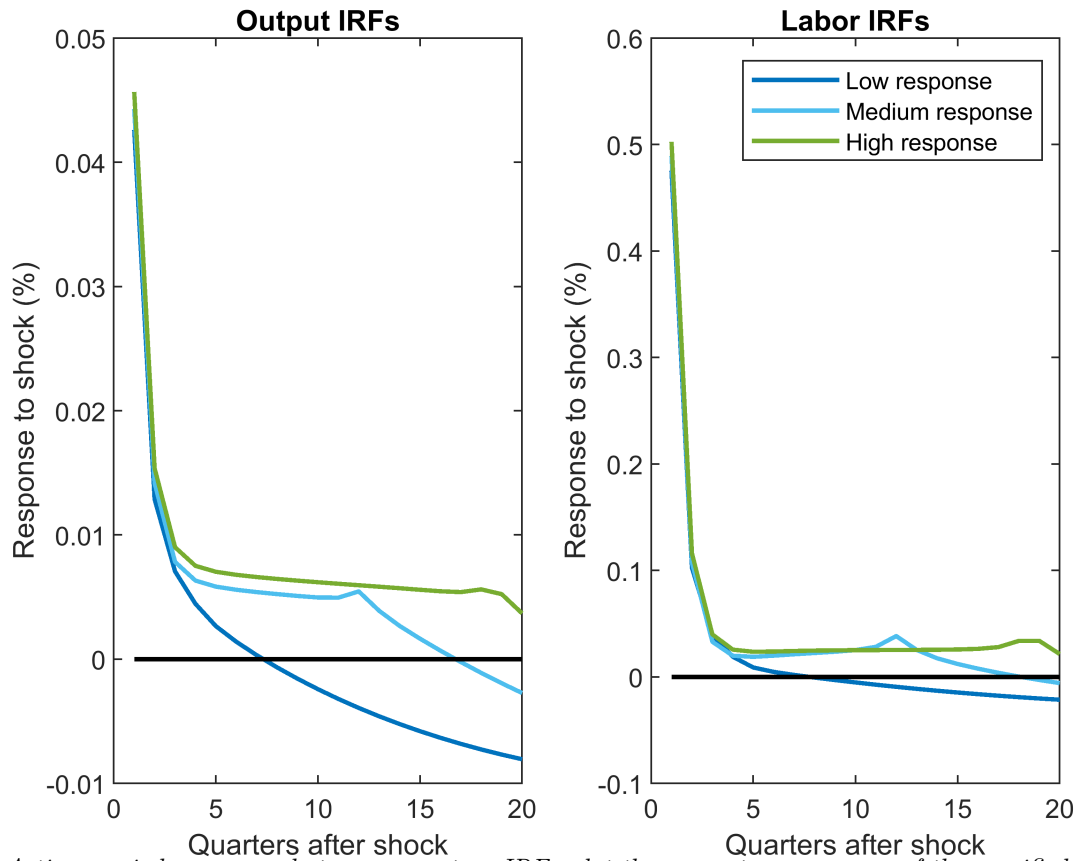 Output IRFs
0.05
0.04
0.03
0.02
0.01
0
-0.01
Response to shock (%)
0 5 10 15 20
Quarters after shock
Labor IRFs
0.6
0.5
0.4
0.3
0.2
0.1
0
-0.1
Response to shock (%)
0 5 10 15 20
Quarters after shock
Low response
Medium response
High response